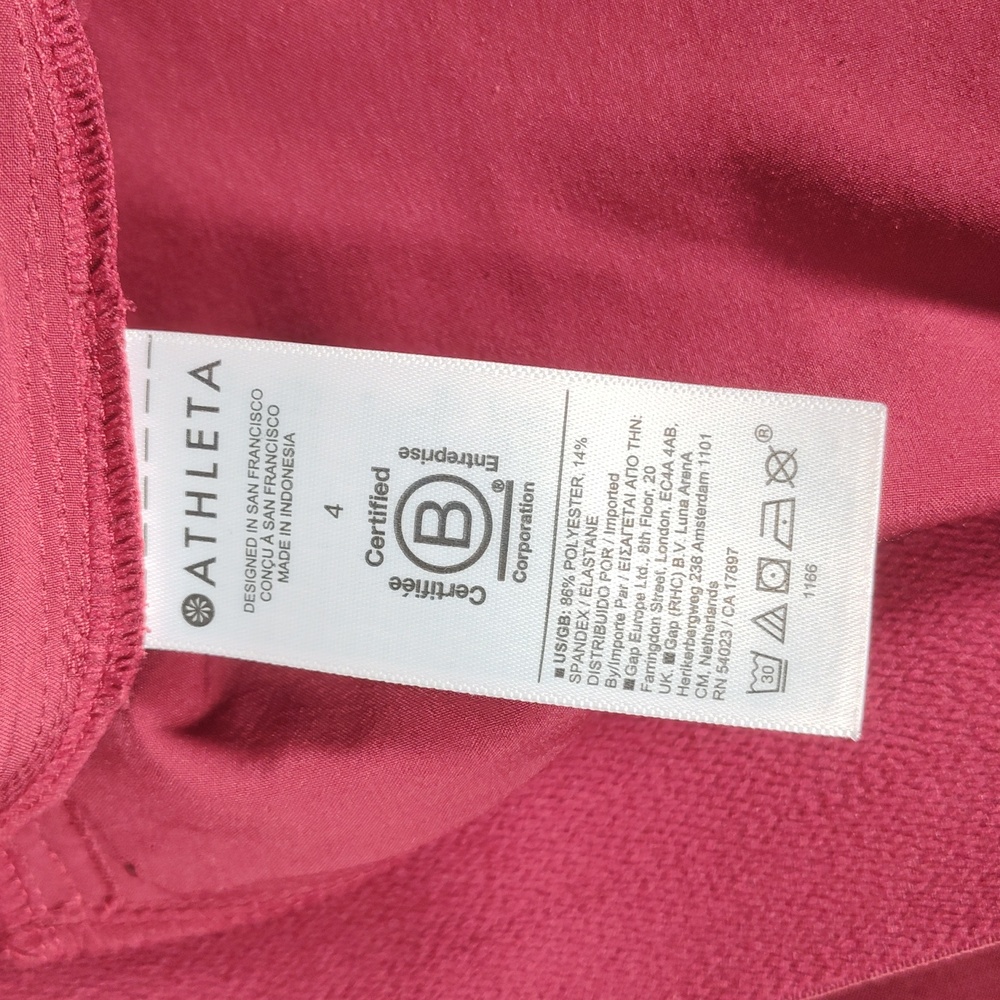 ATHLETA
DESIGNED IN SAN FRANCISCO
CONÇU À SAN FRANCISCO
MADE IN INDONESIA
4
Certified
Certifiée
Entreprise
B®
Corporation
US/GB: 86% POLYESTER, 14%
SPANDEX / ELASTANE
DISTRIBUIDO POR / Imported
By/Importe Par / ΕΙΣΑΓΕΤΑΙ ΑΠΟ ΤΗΝ:
Gap Europe Ltd., 8th Floor, 20
Farringdon Street, London, EC4A 4AB,
UK. Gap (RHC) B.V. Luna ArenA
Herikerbergweg 236 Amsterdam 1101
CM, Netherlands
RN 54023 / CA 17897
30 ®
1166